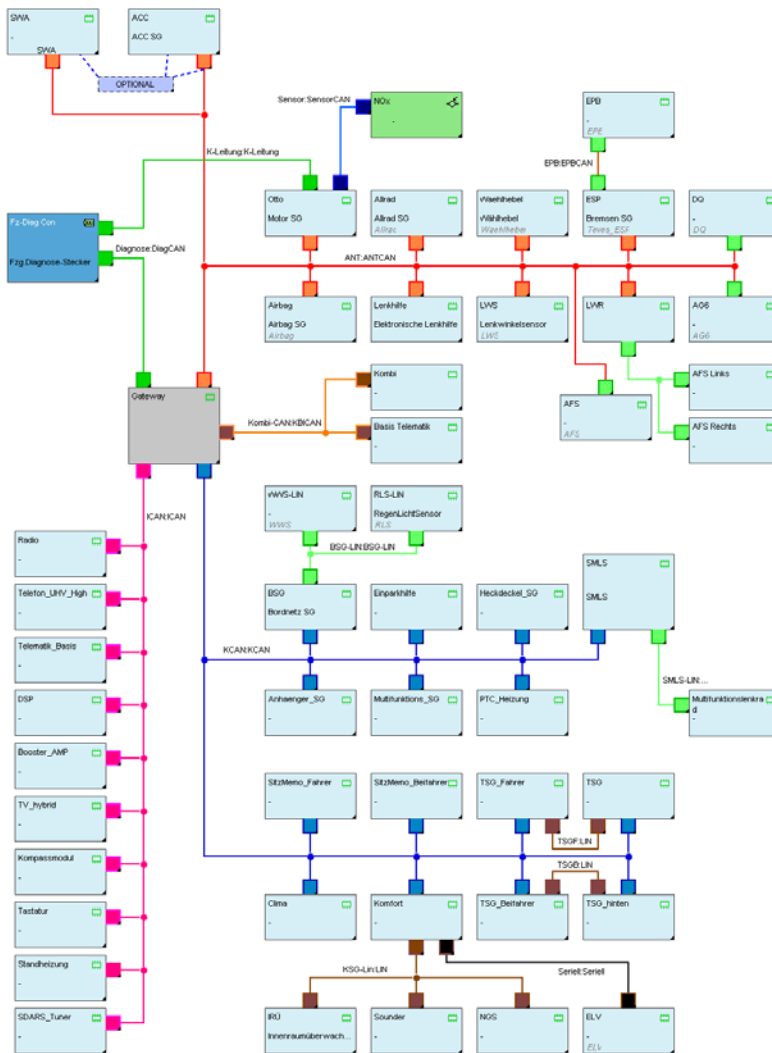 SWA
-
SWA
ACC
ACC SG
OPTIONAL
Sensor:SensorCAN
NOx
-
EPB
-
EPB
EPB:EPBCAN
K-Leitung:K-Leitung
Otto
Motor SG
Allrad
Allrad SG
Allrad
vWaehlhebel
vWählhebel
Waehlhebel
ESP
Bremsen SG
Teves_ESP
DQ
-
DQ
Fz-Diag Con
Fzg.Diagnose-Stecker
Diagnose:DiagCAN
ANT:ANTCAN
Airbag
Airbag SG
Airbag
Lenkhilfe
Elektronische Lenkhilfe
LWS
Lenkwinkelsensor
LWS
LWR
-
AG6
-
AG6
Gateway
Kombi-CAN:KBICAN
Kombi
-
Basis Telematik
-
AFS
-
AFS
AFS Links
-
AFS Rechts
-
ICAN:ICAN
vWWS-LIN
-
WWS
RLS-LIN
RegenLichtSensor
RLS
BSG-LIN:BSG-LIN
BSG
Bordnetz SG
Einparkhilfe
-
Heckdeckel_SG
-
SMLS
SMLS
KCAN:KCAN
SMLS-LIN:...
Anhaenger_SG
-
Multifunktions_SG
-
PTC_Heizung
-
Multifunktionslenkra
d
-
Radio
-
Telefon_UHV_High
-
Telematik_Basis
-
DSP
-
Booster_AMP
-
TV_hybrid
-
Kompassmodul
-
Tastatur
-
Standheizung
-
SDARS_Tuner
-
SitzMemo_Fahrer
-
SitzMemo_Beifahrer
-
TSG_Fahrer
-
TSG
-
TSGF:LIN
TSGB:LIN
Clima
-
Komfort
-
TSG_Beifahrer
-
TSG_hinten
-
KSG-Lin:LIN
Seriell:Seriell
IRÜ
Innenraumüberwach...
Sounder
-
NGS
-
ELV
-
ELV